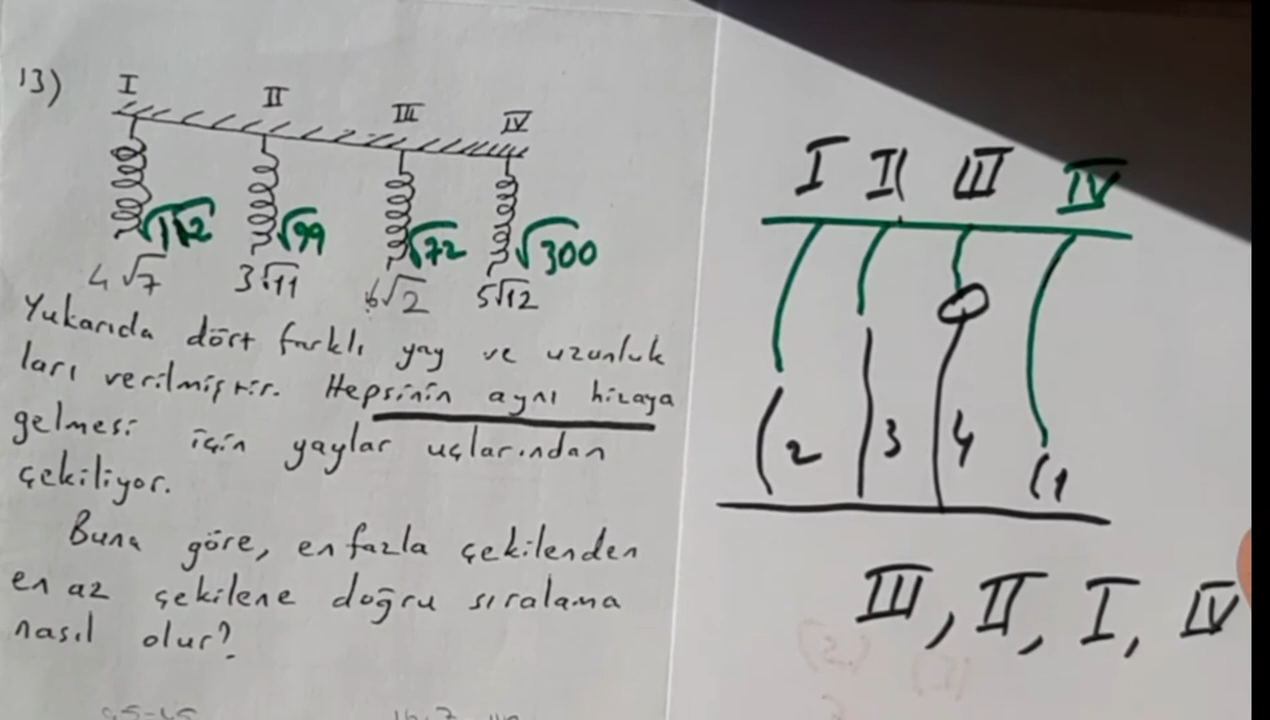 13)
I II III IV
√112 √99 √72 √300
4√7 3√11 6√2 5√12
Yukarıda dört farklı yay ve uzunluk
ları verilmiştir. Hepsinin aynı hizaya
gelmesi için yaylar uçlarından
çekiliyor.
Buna göre, en fazla çekilenden
en az çekilene doğru sıralama
nasıl olur?
I II III IV
2 3 4 1
III, II, I, IV